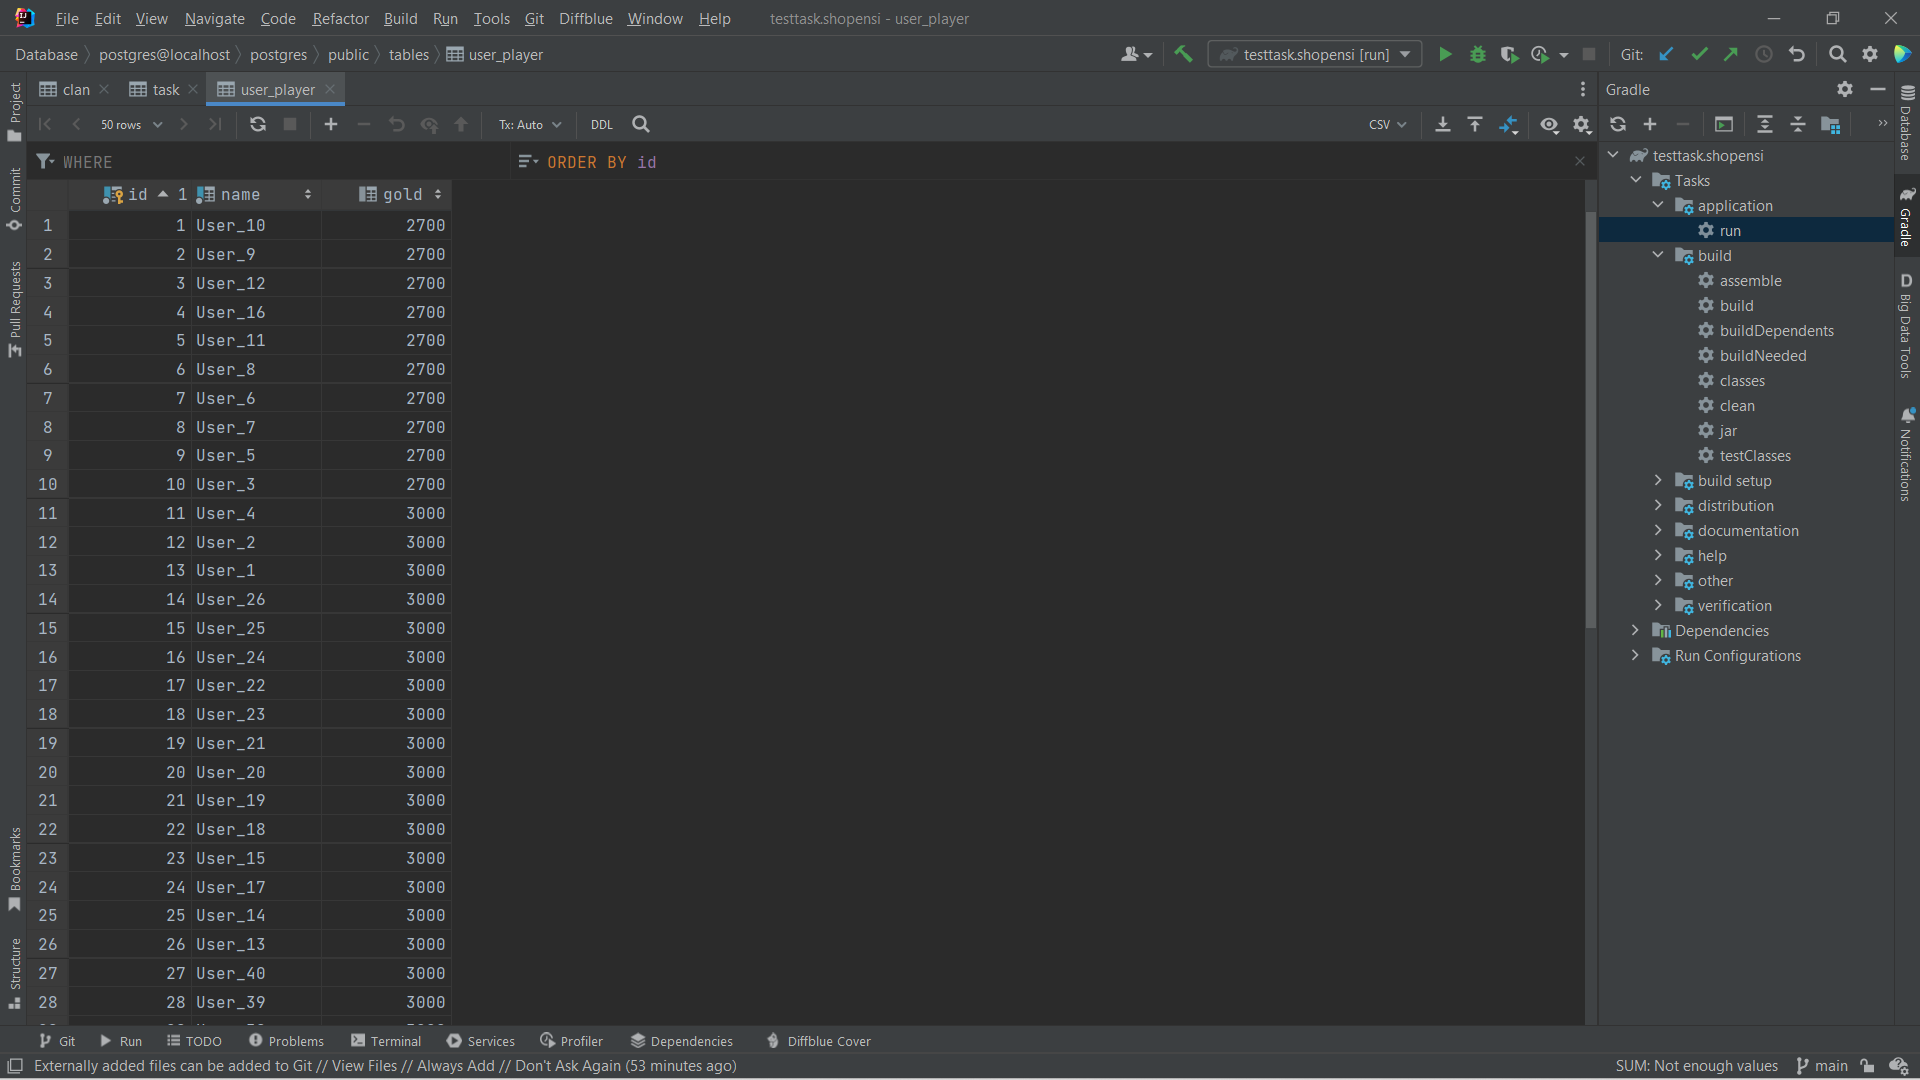 File Edit View Navigate Code Refactor Build Run Tools Git Diffblue Window Help testtask.shopensi - user_player
Database postgres@localhost postgres public tables user_player testtask.shopensi [run] Git:
clan task user_player Gradle
50 rows Tx: Auto DDL CSV
WHERE ORDER BY id
id 1 name gold
1 1 User_10 2700
2 2 User_9 2700
3 3 User_12 2700
4 4 User_16 2700
5 5 User_11 2700
6 6 User_8 2700
7 7 User_6 2700
8 8 User_7 2700
9 9 User_5 2700
10 10 User_3 2700
11 11 User_4 3000
12 12 User_2 3000
13 13 User_1 3000
14 14 User_26 3000
15 15 User_25 3000
16 16 User_24 3000
17 17 User_22 3000
18 18 User_23 3000
19 19 User_21 3000
20 20 User_20 3000
21 21 User_19 3000
22 22 User_18 3000
23 23 User_15 3000
24 24 User_17 3000
25 25 User_14 3000
26 26 User_13 3000
27 27 User_40 3000
28 28 User_39 3000
testtask.shopensi
Tasks
application
run
build
assemble
build
buildDependents
buildNeeded
classes
clean
jar
testClasses
build setup
distribution
documentation
help
other
verification
Dependencies
Run Configurations
Project
Commit
Pull Requests
Bookmarks
Structure
Database
Gradle
D Big Data Tools
Notifications
Git Run TODO Problems Terminal Services Profiler Dependencies Diffblue Cover
Externally added files can be added to Git // View Files // Always Add // Don't Ask Again (53 minutes ago) SUM: Not enough values main